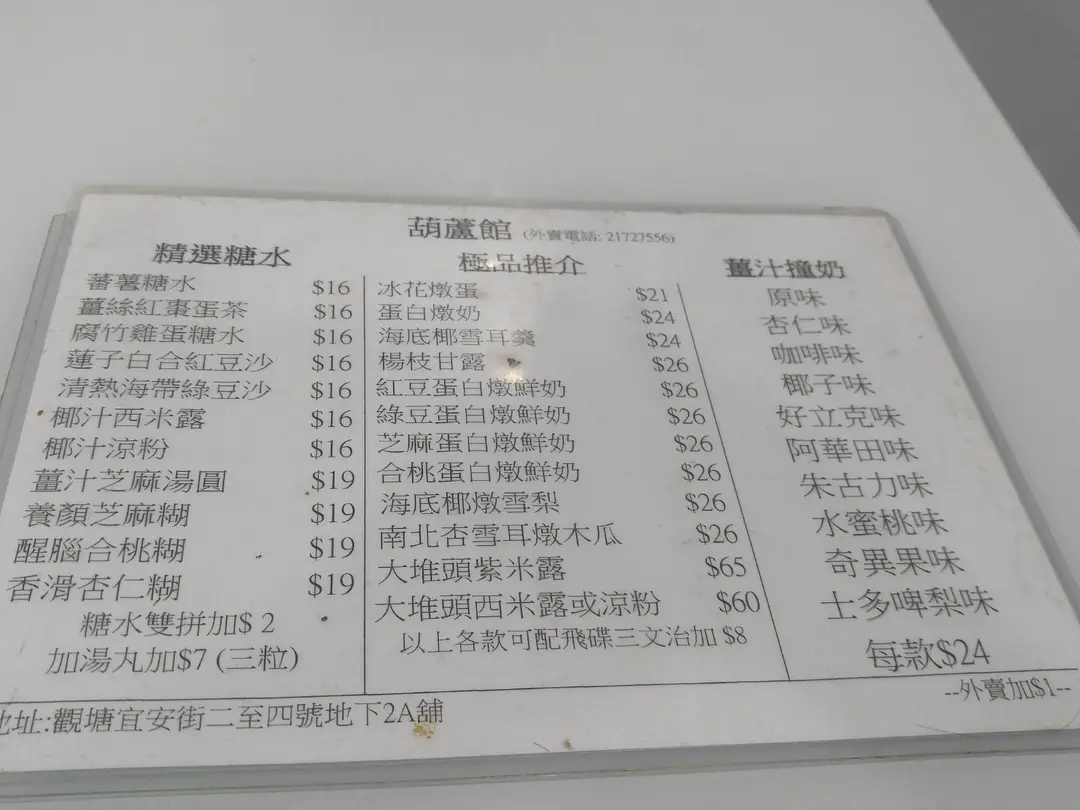 葫蘆館 (外賣電話: 21727556)
精選糖水
蕃薯糖水 $16
薑絲紅棗蛋茶 $16
腐竹雞蛋糖水 $16
蓮子白合紅豆沙 $16
清熱海帶綠豆沙 $16
椰汁西米露 $16
椰汁涼粉 $16
薑汁芝麻湯圓 $19
養顏芝麻糊 $19
醒腦合桃糊 $19
香滑杏仁糊 $19
糖水雙拼加$ 2
加湯丸加$7 (三粒)
極品推介
冰花燉蛋 $21
蛋白燉奶 $24
海底椰雪耳羹 $24
楊枝甘露 $26
紅豆蛋白燉鮮奶 $26
綠豆蛋白燉鮮奶 $26
芝麻蛋白燉鮮奶 $26
合桃蛋白燉鮮奶 $26
海底椰燉雪梨 $26
南北杏雪耳燉木瓜 $26
大堆頭紫米露 $65
大堆頭西米露或涼粉 $60
以上各款可配飛碟三文治加 $8
薑汁撞奶
原味
杏仁味
咖啡味
椰子味
好立克味
阿華田味
朱古力味
水蜜桃味
奇異果味
士多啤梨味
每款$24
--外賣加$1--
地址:觀塘宜安街二至四號地下2A舖